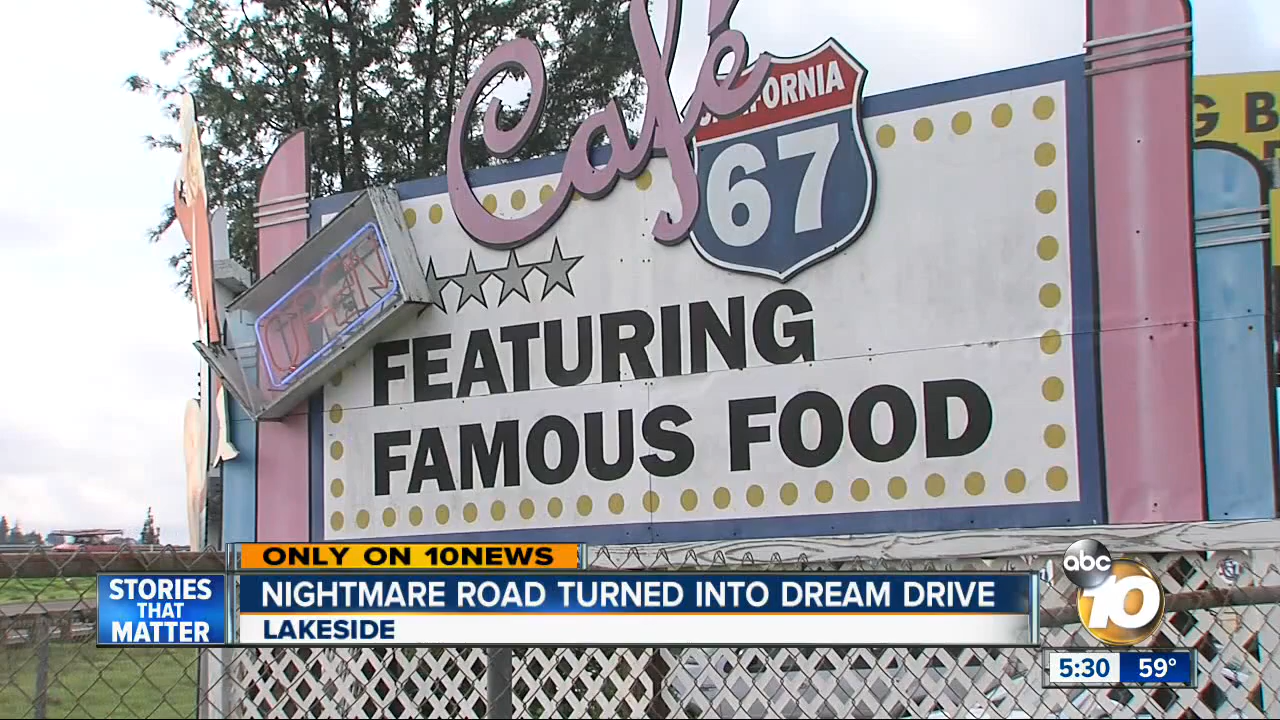 Cafe
CALIFORNIA
67
G B
OPEN
FEATURING
FAMOUS FOOD
ONLY ON 10NEWS
STORIES THAT MATTER
NIGHTMARE ROAD TURNED INTO DREAM DRIVE
LAKESIDE
abc
10
5:30 59°